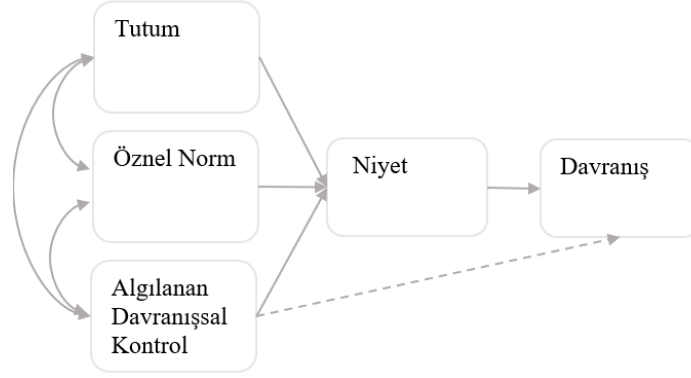 Tutum
Öznel Norm
Niyet
Davranış
Algılanan
Davranışsal
Kontrol